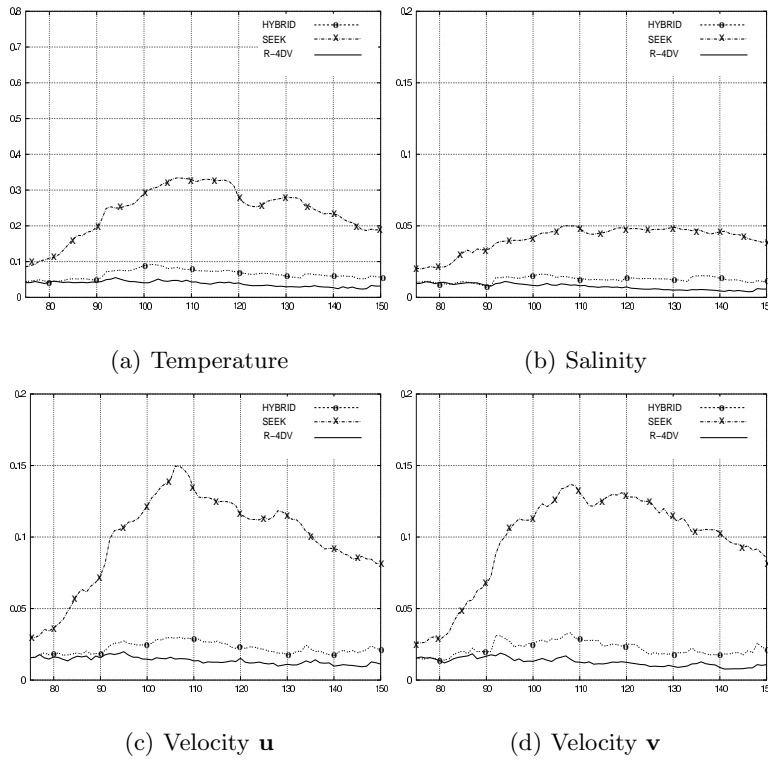 0.8
0.7
0.6
0.5
0.4
0.3
0.2
0.1
0
80 90 100 110 120 130 140 150
HYBRID
SEEK
R-4DV
(a) Temperature
0.2
0.15
0.1
0.05
0
80 90 100 110 120 130 140 150
HYBRID
SEEK
R-4DV
(b) Salinity
0.2
0.15
0.1
0.05
0
80 90 100 110 120 130 140 150
HYBRID
SEEK
R-4DV
(c) Velocity u
0.2
0.15
0.1
0.05
0
80 90 100 110 120 130 140 150
HYBRID
SEEK
R-4DV
(d) Velocity v